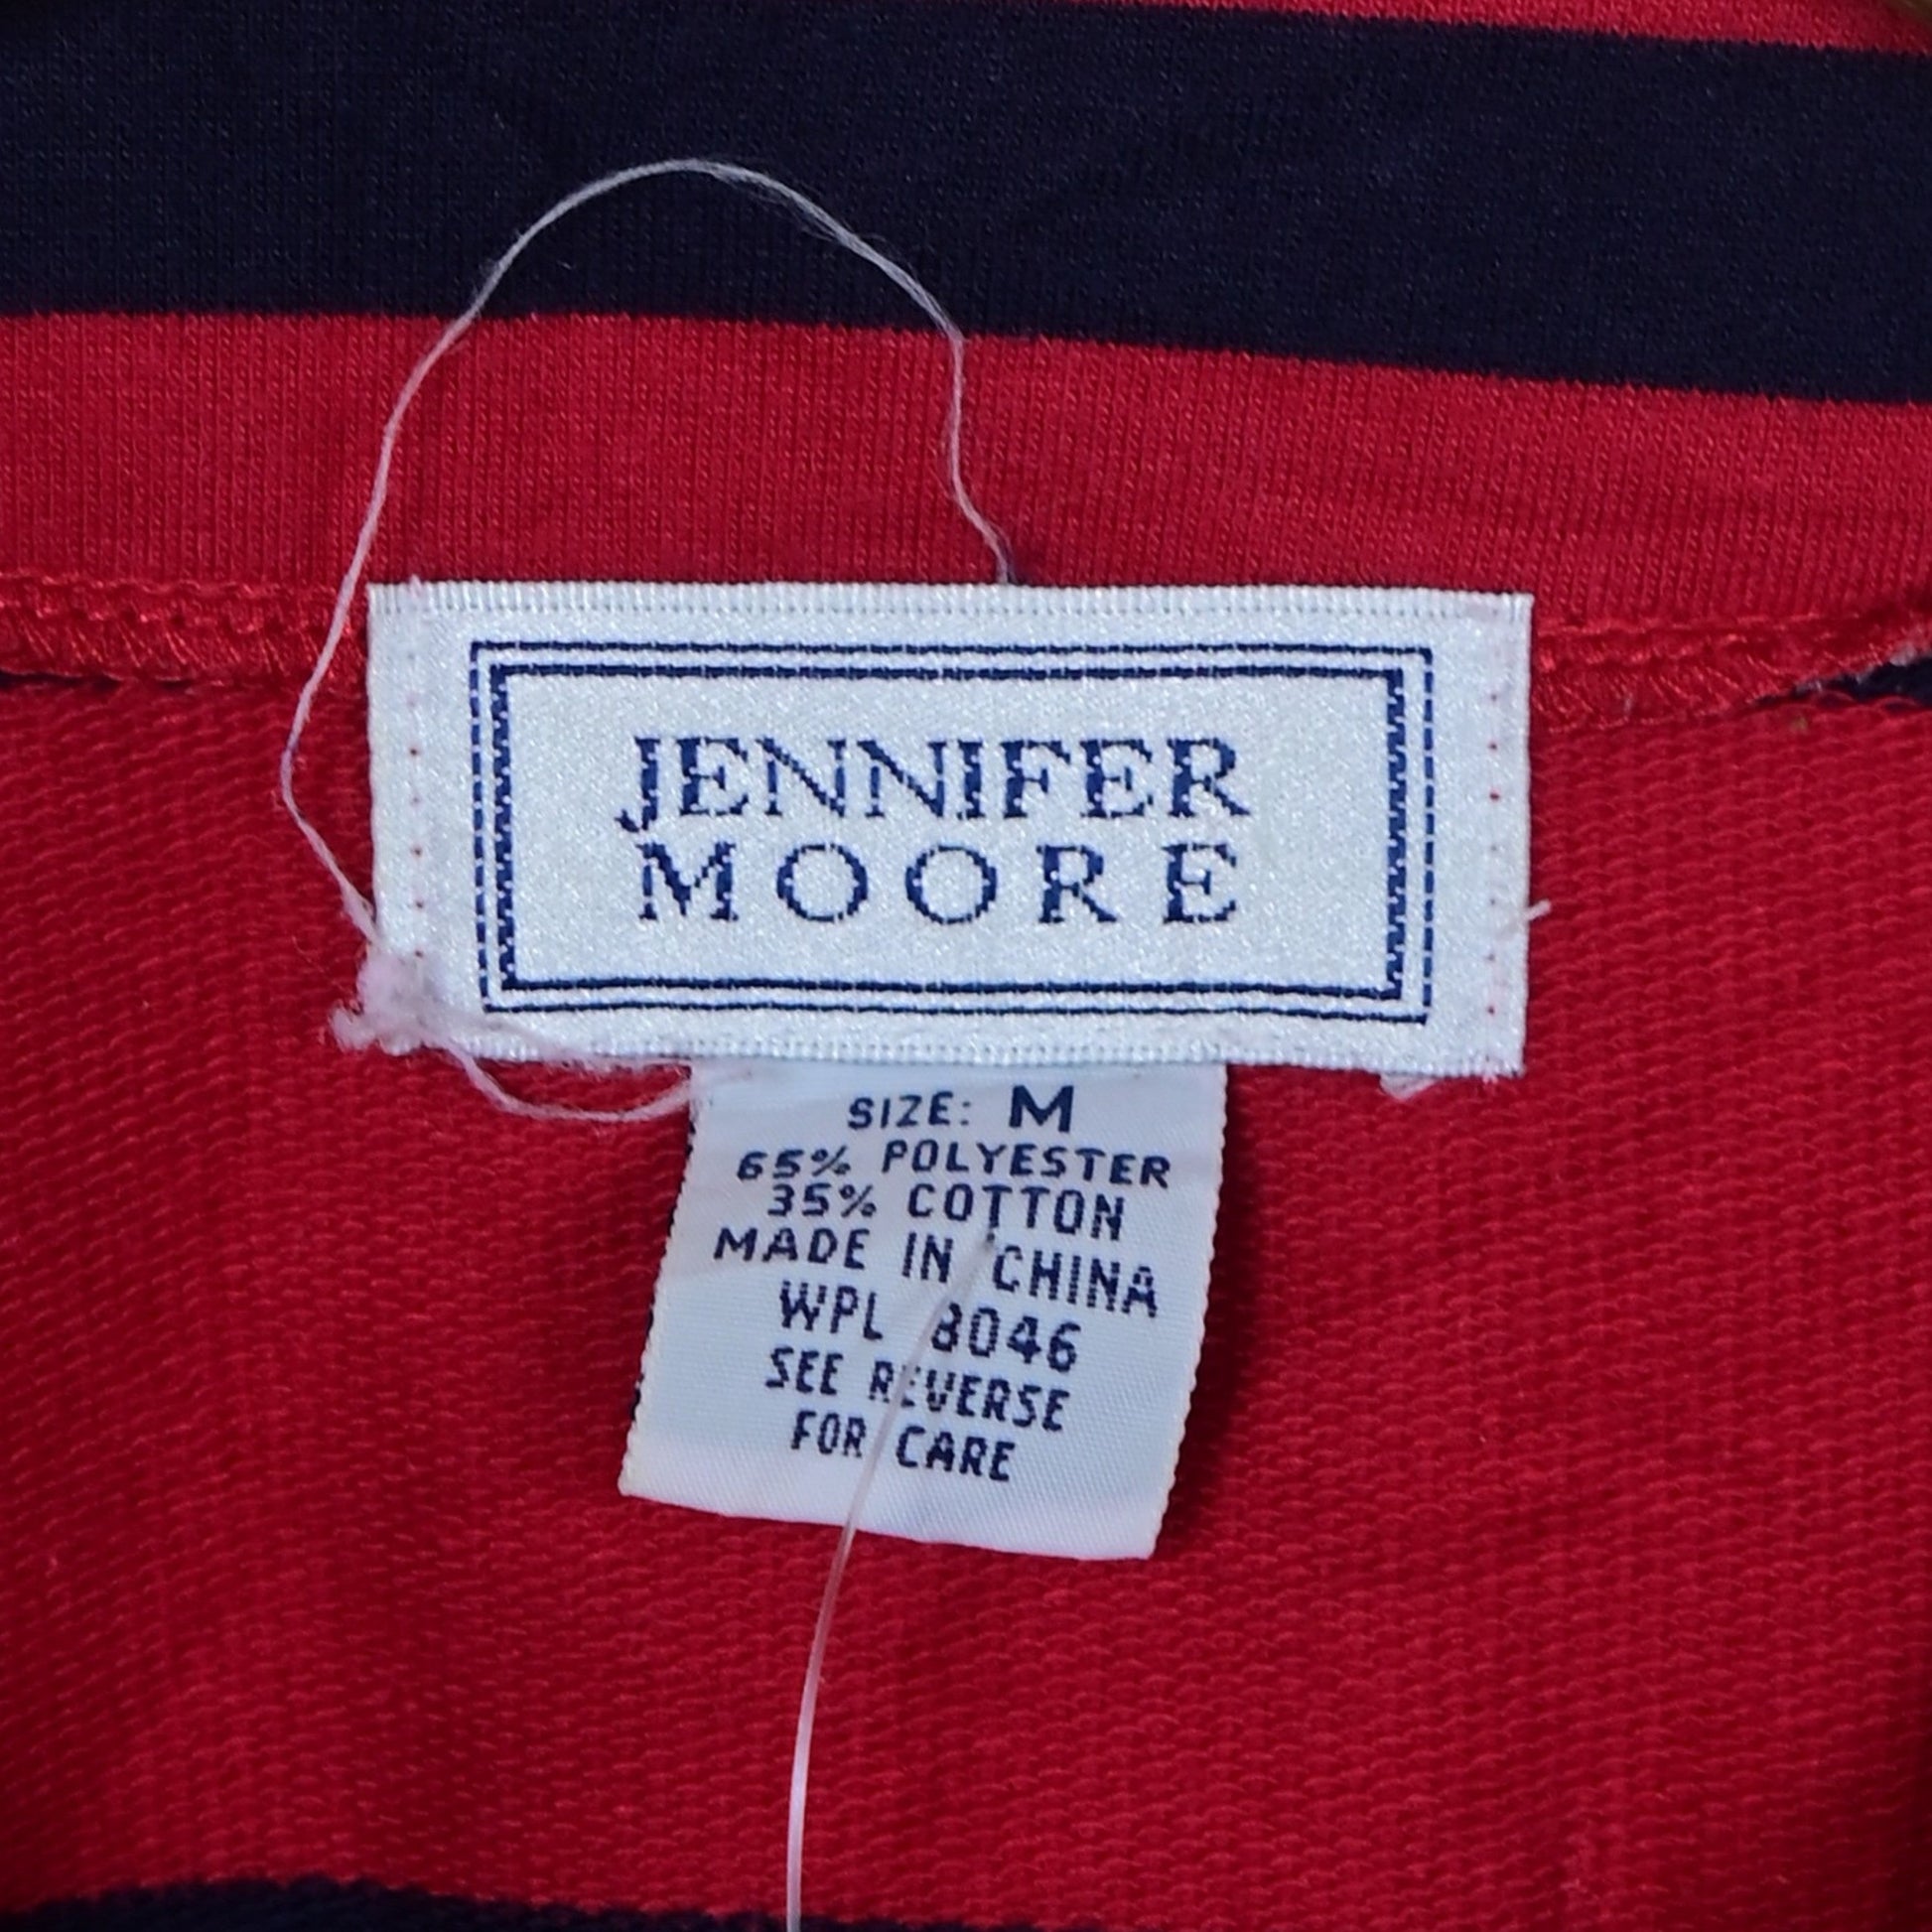 JENNIFER
MOORE
SIZE: M
65% POLYESTER
35% COTTON
MADE IN CHINA
WPL 8046
SEE REVERSE
FOR CARE